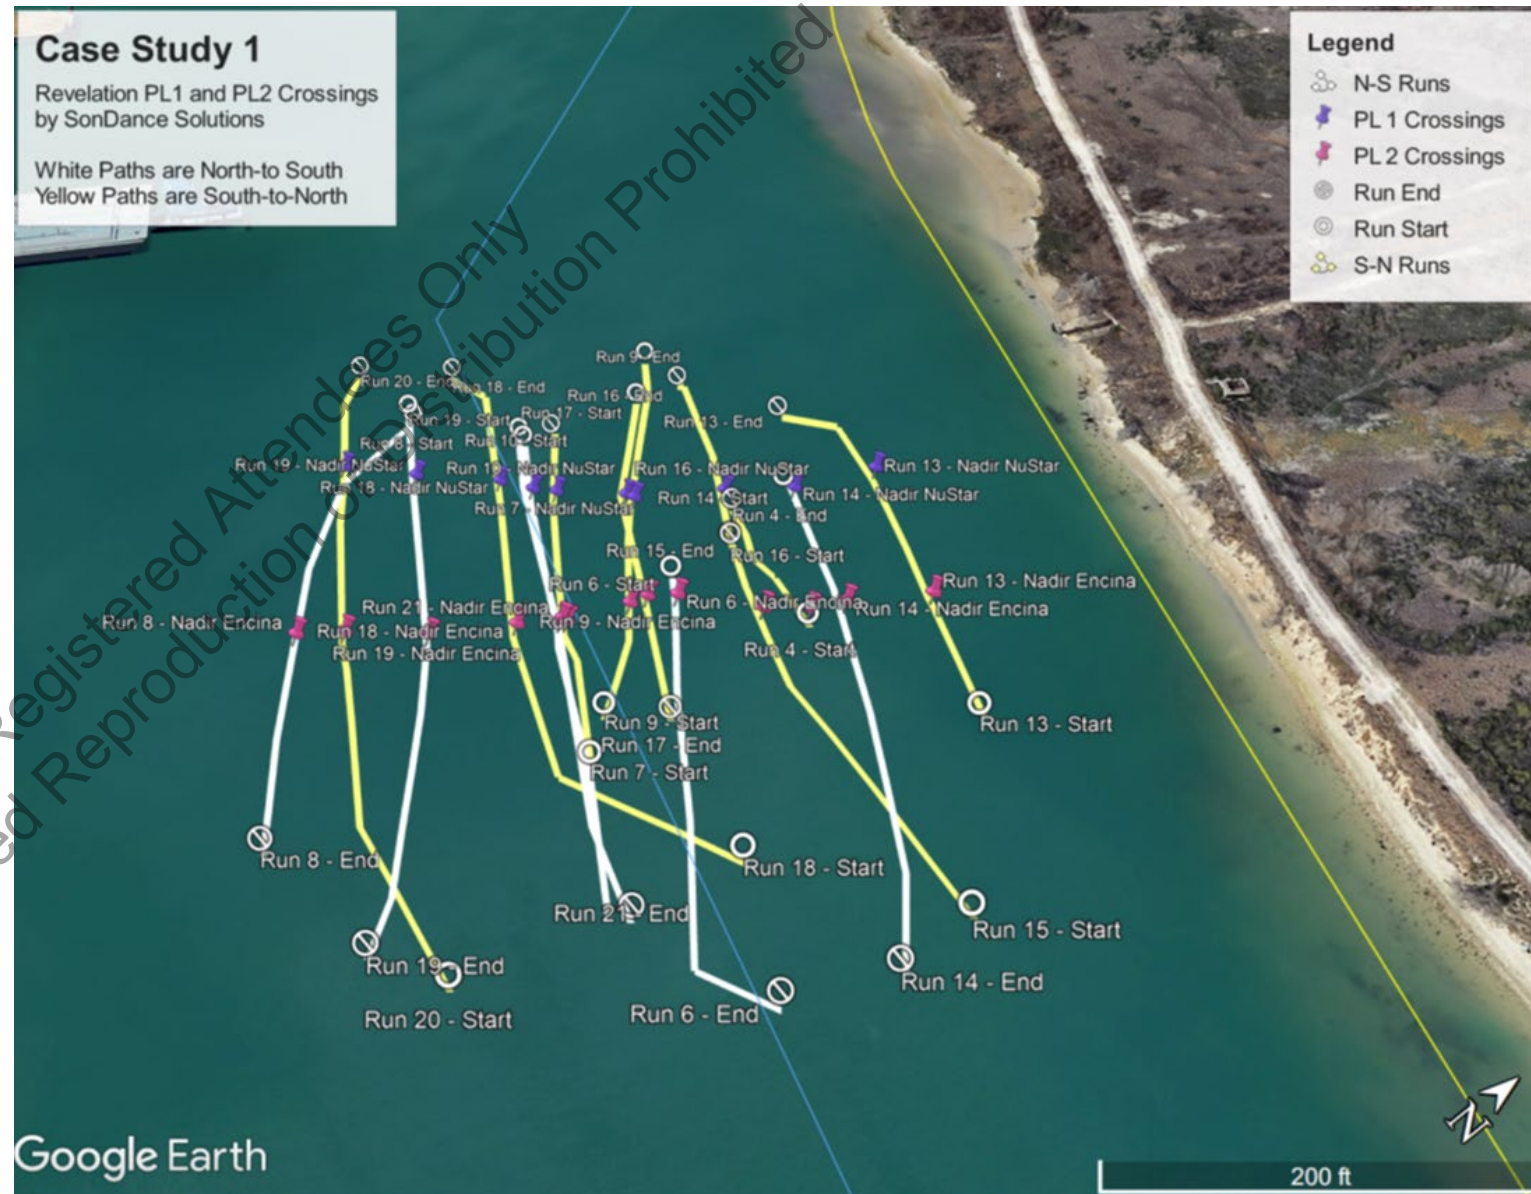 Case Study 1
Revelation PL1 and PL2 Crossings
by SonDance Solutions
White Paths are North-to South
Yellow Paths are South-to-North
Legend
N-S Runs
PL 1 Crossings
PL 2 Crossings
Run End
Run Start
S-N Runs
Registered Attendees Only
Reproduction or Distribution Prohibited
Run 9 - End
Run 20 - End
Run 18 - End
Run 16 - End
Run 19 - Start
Run 17 - Start
Run 13 - End
Run 8 - Start
Run 10 - Start
Run 19 - Nadir NuStar
Run 19 - Nadir NuStar
Run 16 - Nadir NuStar
Run 13 - Nadir NuStar
Run 18 - Nadir NuStar
Run 14 - Start
Run 14 - Nadir NuStar
Run 7 - Nadir NuStar
Run 4 - End
Run 15 - End
Run 16 - Start
Run 6 - Start
Run 13 - Nadir Encina
Run 21 - Nadir Encina
Run 6 - Nadir Encina
Run 14 - Nadir Encina
Run 8 - Nadir Encina
Run 18 - Nadir Encina
Run 9 - Nadir Encina
Run 19 - Nadir Encina
Run 4 - Start
Run 9 - Start
Run 13 - Start
Run 17 - End
Run 7 - Start
Run 8 - End
Run 18 - Start
Run 21 - End
Run 15 - Start
Run 19 - End
Run 14 - End
Run 20 - Start
Run 6 - End
N
Google Earth
200 ft